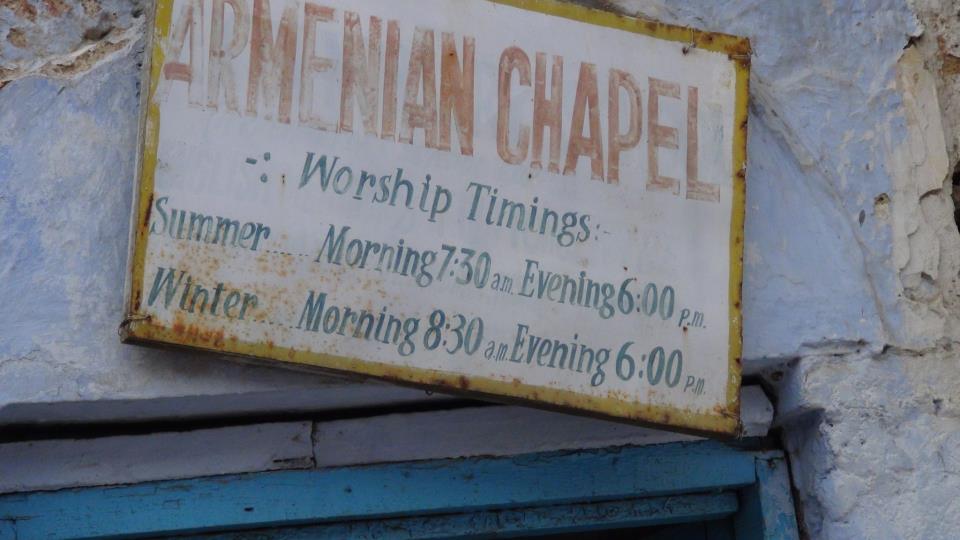 ARMENIAN CHAPEL
-: Worship Timings:-
Summer..... Morning 7:30 a.m. Evening 6:00 p.m.
Winter..... Morning 8:30 a.m. Evening 6:00 p.m.